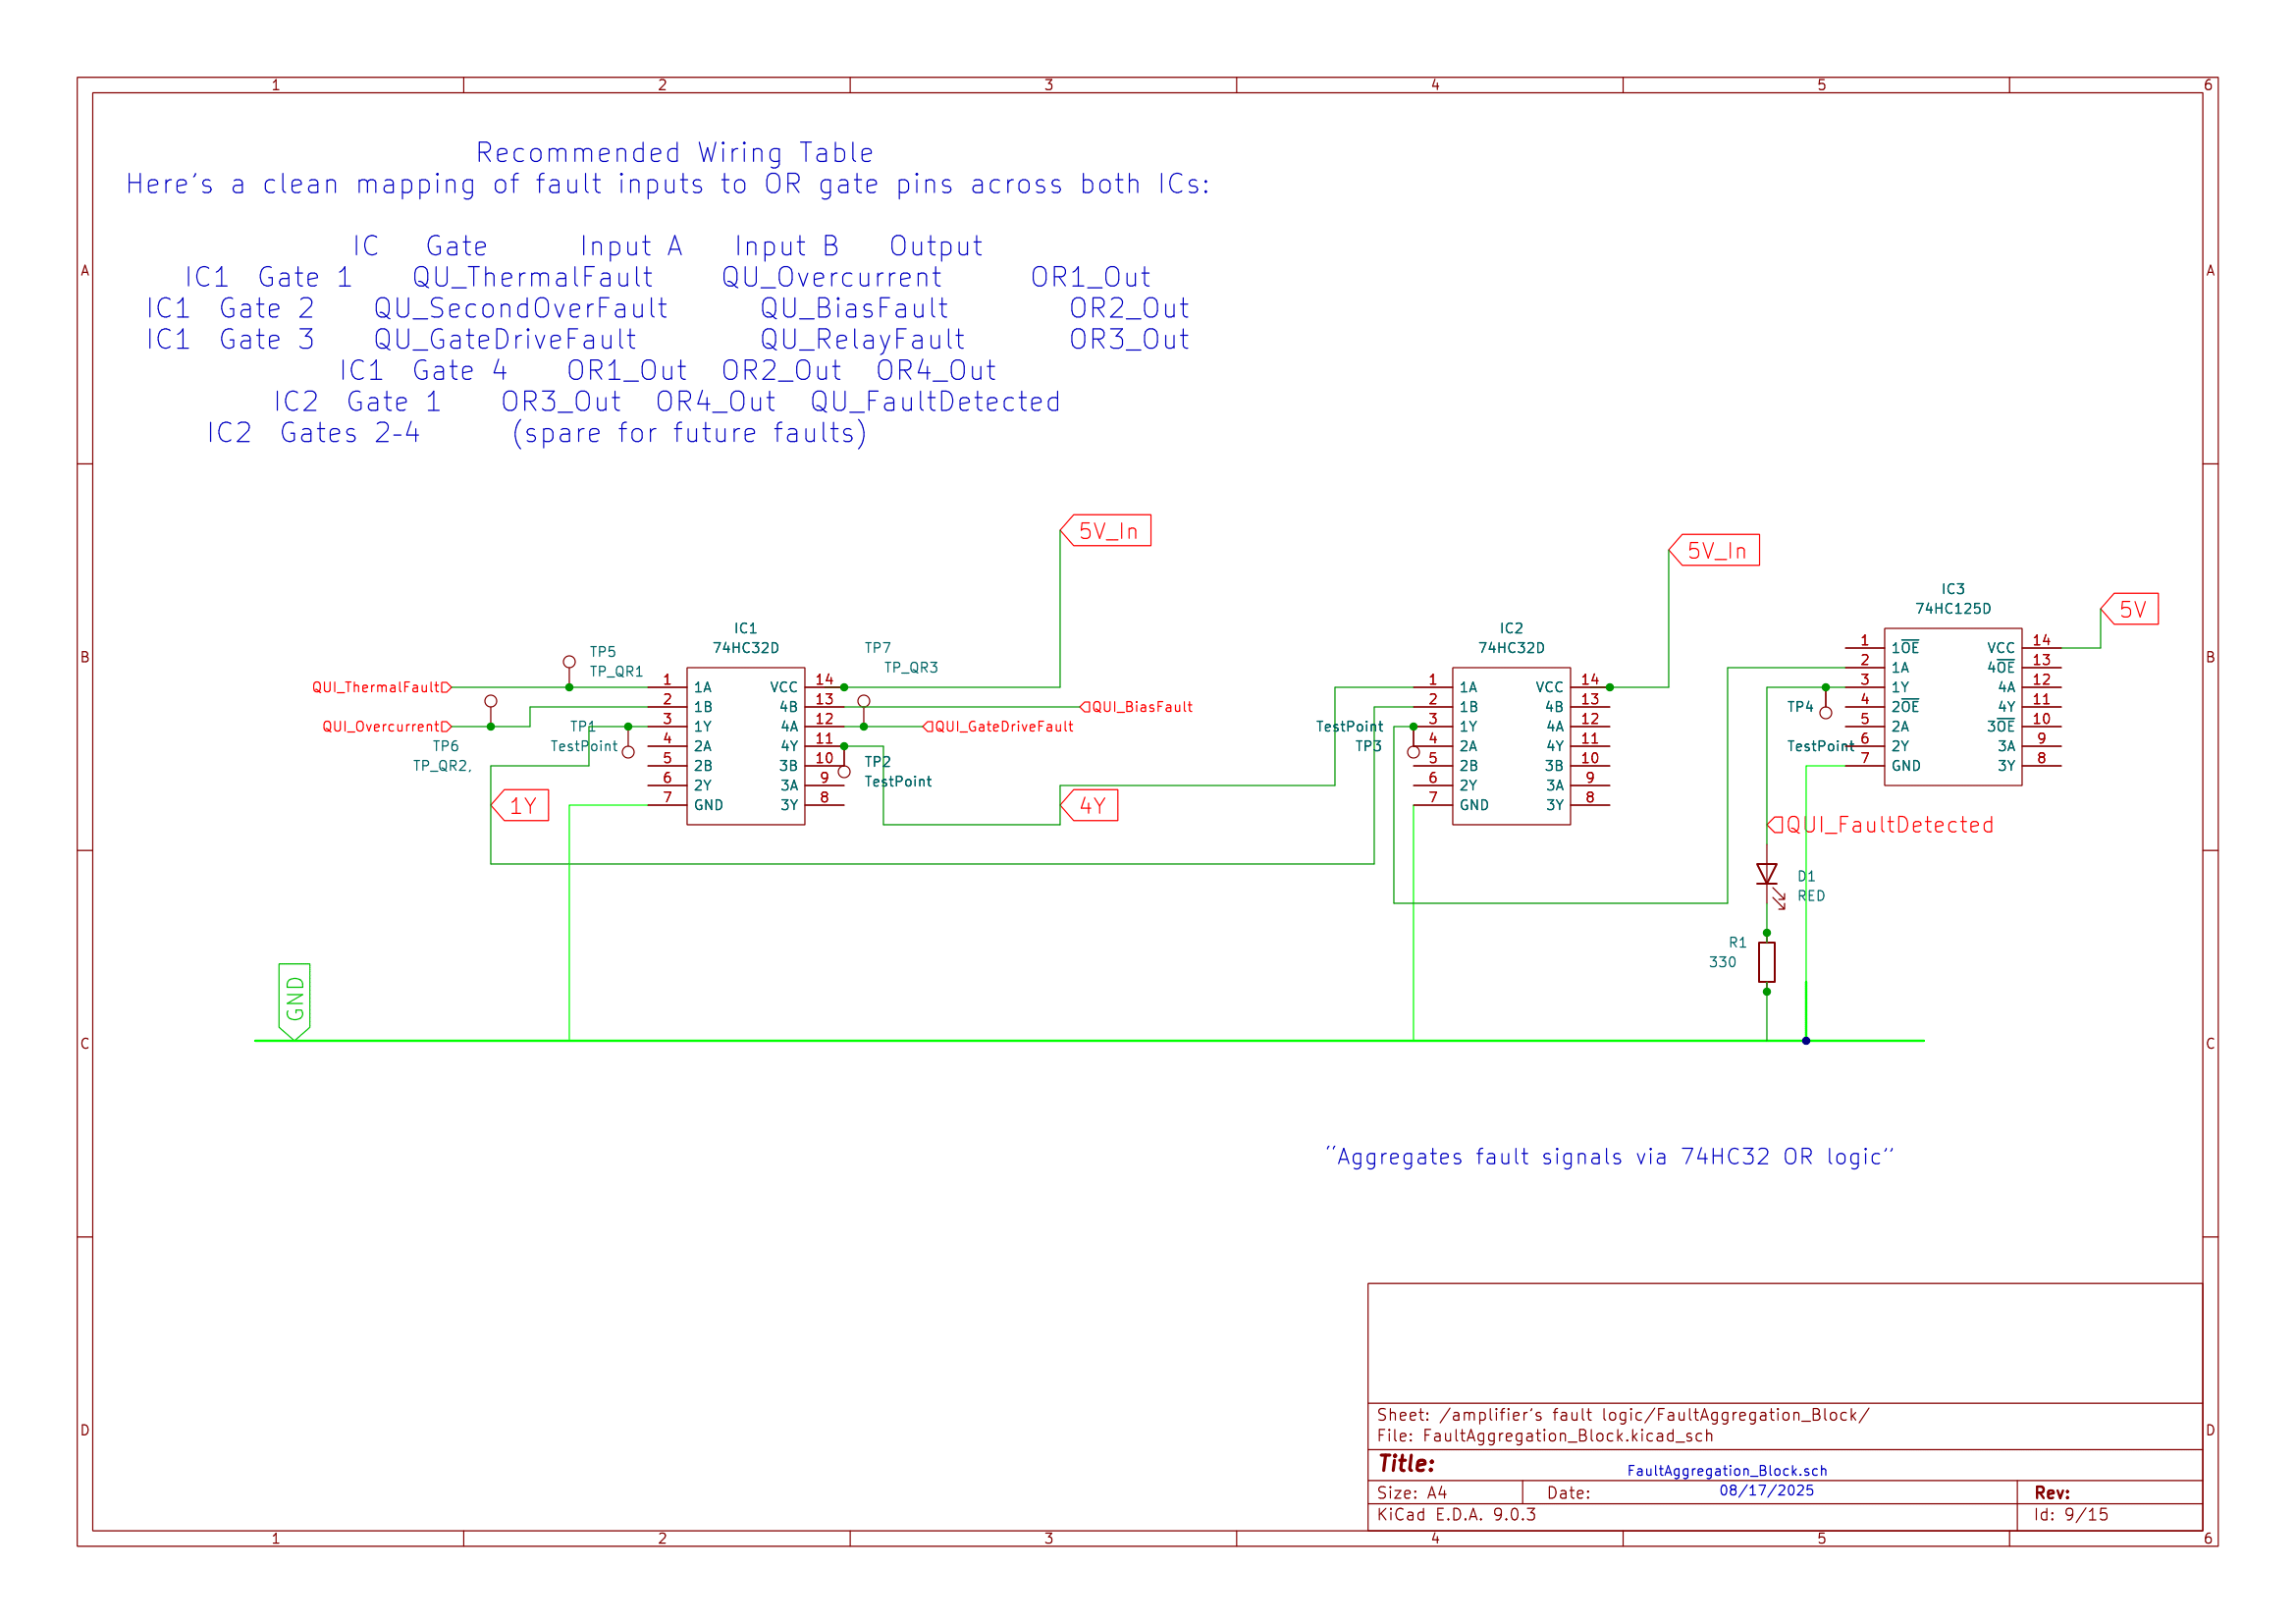 1 2 3 4 5 6
Recommended Wiring Table
Here's a clean mapping of fault inputs to OR gate pins across both ICs:
IC Gate Input A Input B Output
IC1 Gate 1 QU_ThermalFault QU_Overcurrent OR1_Out
IC1 Gate 2 QU_SecondOverFault QU_BiasFault OR2_Out
IC1 Gate 3 QU_GateDriveFault QU_RelayFault OR3_Out
IC1 Gate 4 OR1_Out OR2_Out OR4_Out
IC2 Gate 1 OR3_Out OR4_Out QU_FaultDetected
IC2 Gates 2-4 (spare for future faults)
A A
B B
C C
D D
5V_In
5V_In
5V
QUI_ThermalFault
QUI_Overcurrent
TP5
TP_QR1
TP6
TP_QR2,
TP1
TestPoint
1Y
IC1
74HC32D
1 1A VCC 14
2 1B 4B 13
3 1Y 4A 12
4 2A 4Y 11
5 2B 3B 10
6 2Y 3A 9
7 GND 3Y 8
TP7
TP_QR3
QUI_BiasFault
QUI_GateDriveFault
TP2
TestPoint
4Y
TestPoint
TP3
IC2
74HC32D
1 1A VCC 14
2 1B 4B 13
3 1Y 4A 12
4 2A 4Y 11
5 2B 3B 10
6 2Y 3A 9
7 GND 3Y 8
IC3
74HC125D
1 1OE VCC 14
2 1A 4OE 13
3 1Y 4A 12
4 2OE 4Y 11
5 2A 3OE 10
6 2Y 3A 9
7 GND 3Y 8
TP4
TestPoint
QUI_FaultDetected
D1
RED
R1
330
GND
"Aggregates fault signals via 74HC32 OR logic"
Sheet: /amplifier's fault logic/FaultAggregation_Block/
File: FaultAggregation_Block.kicad_sch
Title: FaultAggregation_Block.sch
Size: A4 Date: 08/17/2025 Rev:
KiCad E.D.A. 9.0.3 Id: 9/15
1 2 3 4 5 6